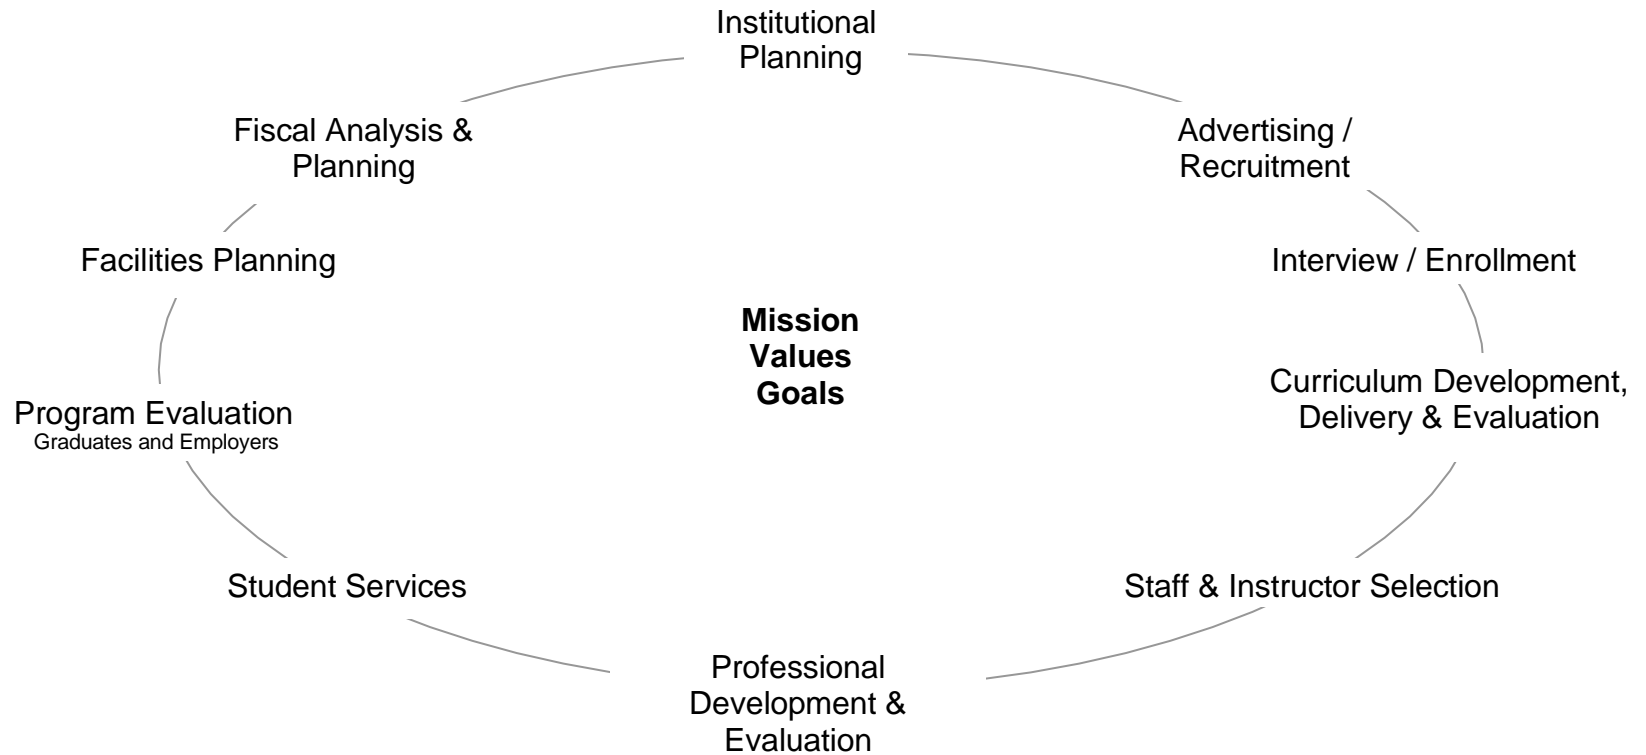 Institutional
Planning
Fiscal Analysis &
Planning
Advertising /
Recruitment
Facilities Planning
Interview / Enrollment
Mission
Values
Goals
Curriculum Development,
Delivery & Evaluation
Program Evaluation
Graduates and Employers
Student Services
Staff & Instructor Selection
Professional
Development &
Evaluation